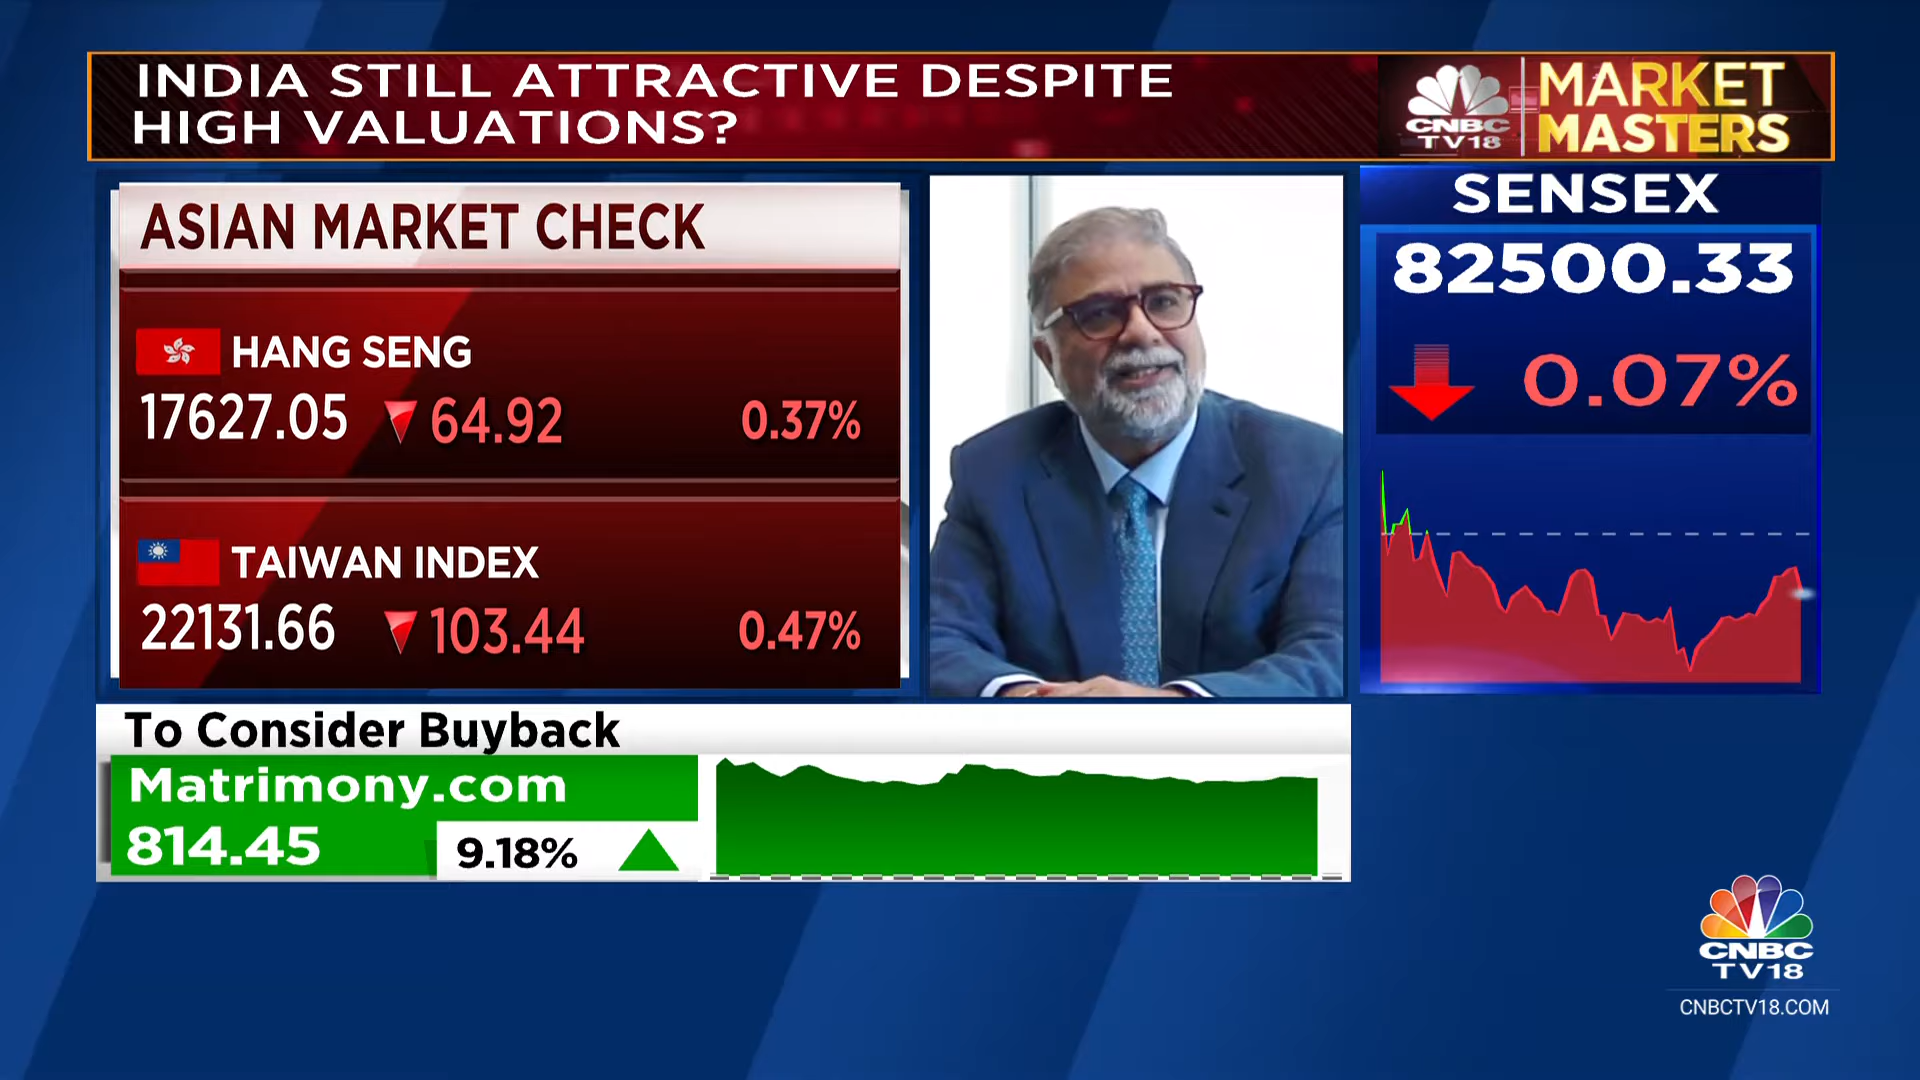 INDIA STILL ATTRACTIVE DESPITE
HIGH VALUATIONS?
CNBC
TV18
MARKET
MASTERS
ASIAN MARKET CHECK
HANG SENG
17627.05 64.92 0.37%
TAIWAN INDEX
22131.66 103.44 0.47%
SENSEX
82500.33
0.07%
To Consider Buyback
Matrimony.com
814.45 9.18%
CNBC
TV18
CNBCTV18.COM